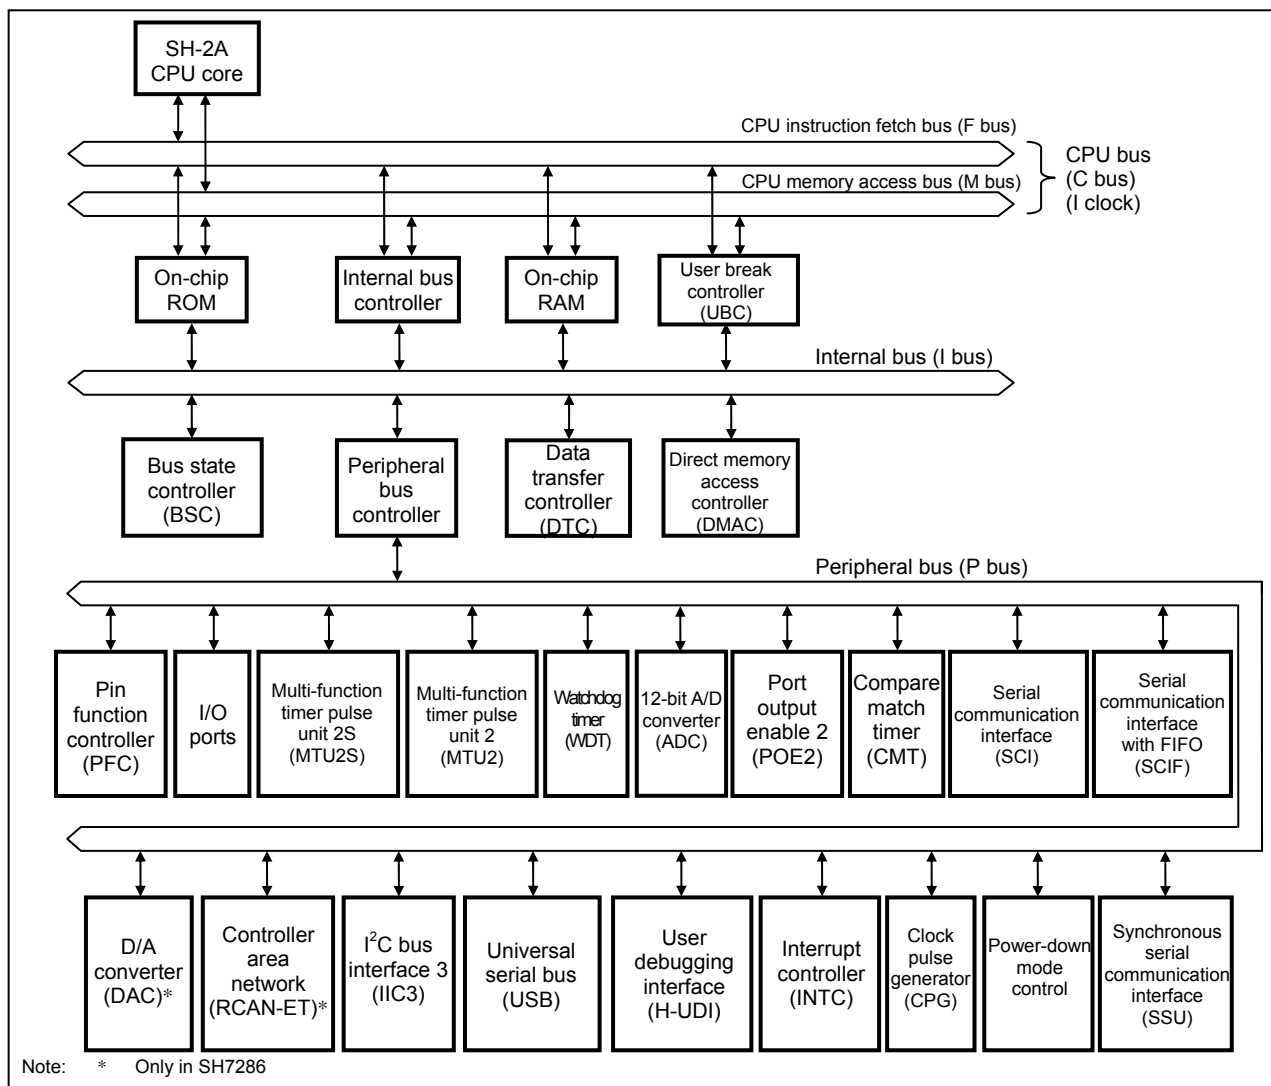 SH-2A
CPU core
CPU instruction fetch bus (F bus)
CPU bus
(C bus)
(I clock)
CPU memory access bus (M bus)
On-chip
ROM
Internal bus
controller
On-chip
RAM
User break
controller
(UBC)
Internal bus (I bus)
Bus state
controller
(BSC)
Peripheral
bus
controller
Data
transfer
controller
(DTC)
Direct memory
access
controller
(DMAC)
Peripheral bus (P bus)
Pin
function
controller
(PFC)
I/O
ports
Multi-function
timer pulse
unit 2S
(MTU2S)
Multi-function
timer pulse
unit 2
(MTU2)
Watchdog
timer
(WDT)
12-bit A/D
converter
(ADC)
Port
output
enable 2
(POE2)
Compare
match
timer
(CMT)
Serial
communication
interface
(SCI)
Serial
communication
interface
with FIFO
(SCIF)
D/A
converter
(DAC)*
Controller
area
network
(RCAN-ET)*
I²C bus
interface 3
(IIC3)
Universal
serial bus
(USB)
User
debugging
interface
(H-UDI)
Interrupt
controller
(INTC)
Clock
pulse
generator
(CPG)
Power-down
mode
control
Synchronous
serial
communication
interface
(SSU)
Note: * Only in SH7286